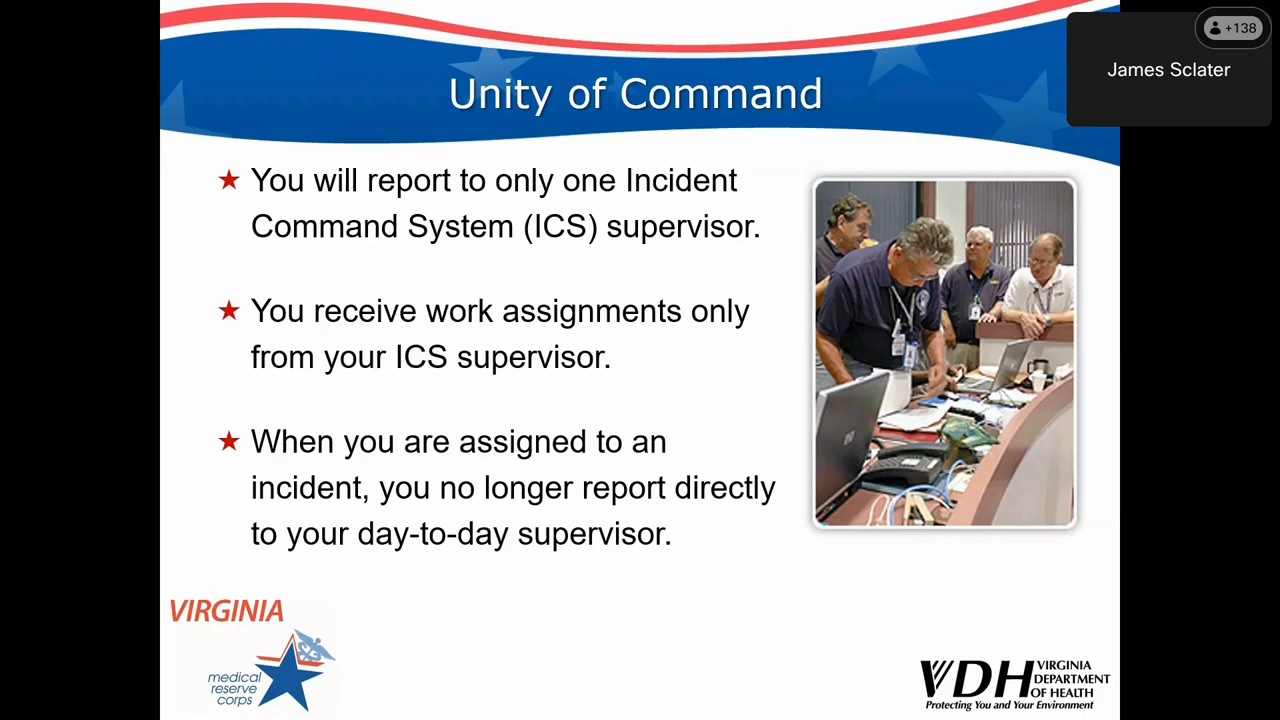 +138
James Sclater
Unity of Command
★ You will report to only one Incident
Command System (ICS) supervisor.
★ You receive work assignments only
from your ICS supervisor.
★ When you are assigned to an
incident, you no longer report directly
to your day-to-day supervisor.
VIRGINIA
medical
reserve
corps
VDH
VIRGINIA
DEPARTMENT
OF HEALTH
Protecting You and Your Environment